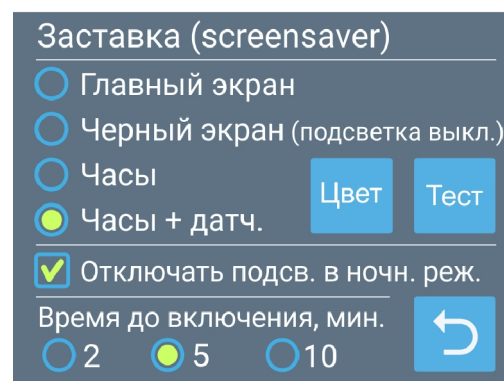 Заставка (screensaver)
Главный экран
Черный экран (подсветка выкл.)
Часы
Цвет Тест
Часы + датч.
Отключать подсв. в ночн. реж.
Время до включения, мин.
2 5 10